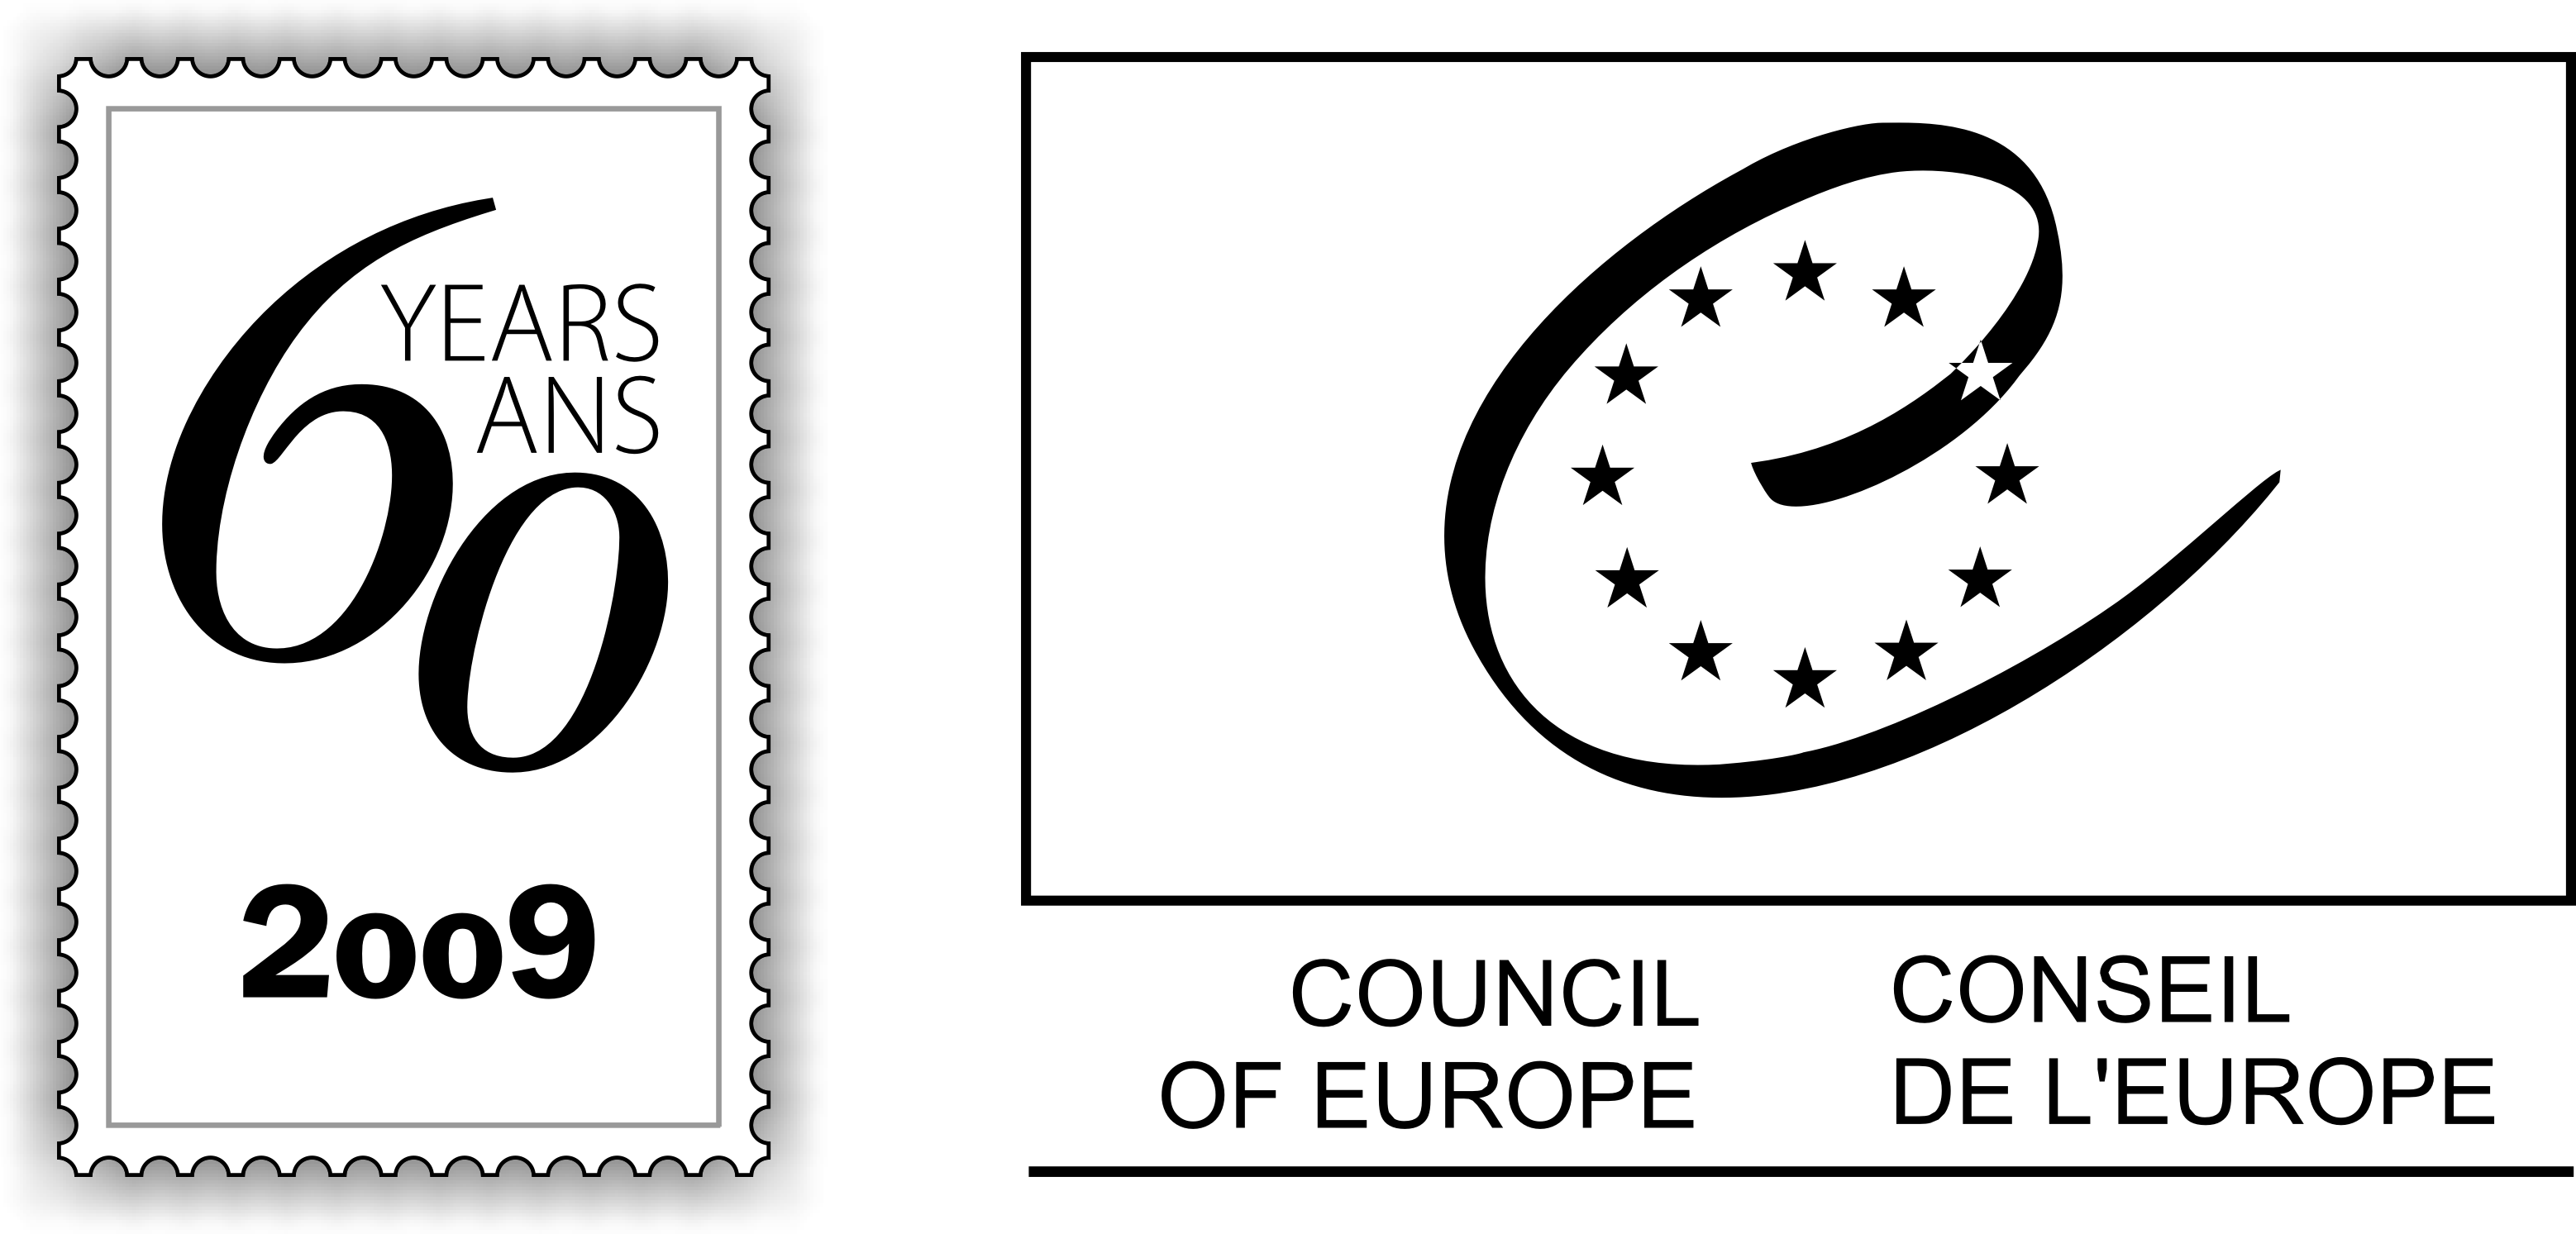 60
YEARS
ANS
2009
COUNCIL
OF EUROPE
CONSEIL
DE L'EUROPE